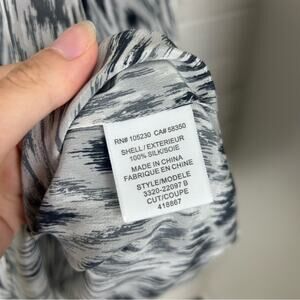 RN# 105230 CA# 58350
SHELL / EXTERIEUR
100% SILK/SOIE
MADE IN CHINA
FABRIQUE EN CHINE
STYLE/MODELE
3320-22097 B
CUT/COUPE
418867